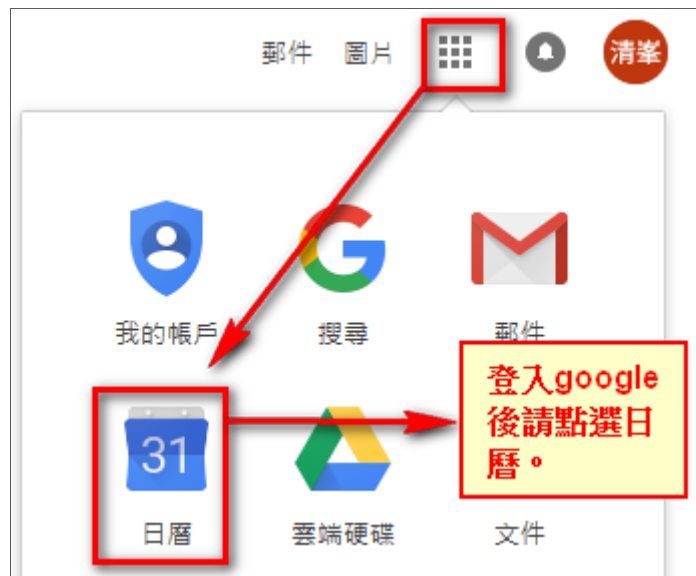 郵件 圖片 清峯
我的帳戶 搜尋 郵件
登入google
後請點選日
曆。
31
日曆 雲端硬碟 文件